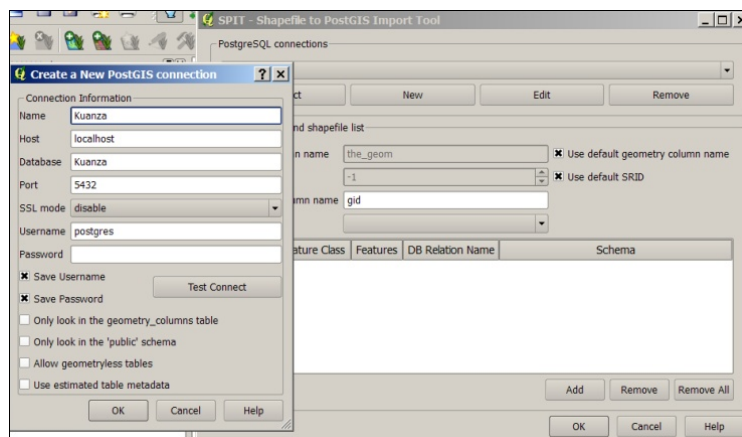 SPIT - Shapefile to PostGIS Import Tool
PostgreSQL connections
ct
New
Edit
Remove
nd shapefile list
n name
the_geom
Use default geometry column name
-1
Use default SRID
umn name
gid
ature Class
Features
DB Relation Name
Schema
Add
Remove
Remove All
OK
Cancel
Help
Create a New PostGIS connection
Connection Information
Name
Kuanza
Host
localhost
Database
Kuanza
Port
5432
SSL mode
disable
Username
postgres
Password
Save Username
Save Password
Test Connect
Only look in the geometry_columns table
Only look in the 'public' schema
Allow geometryless tables
Use estimated table metadata
OK
Cancel
Help